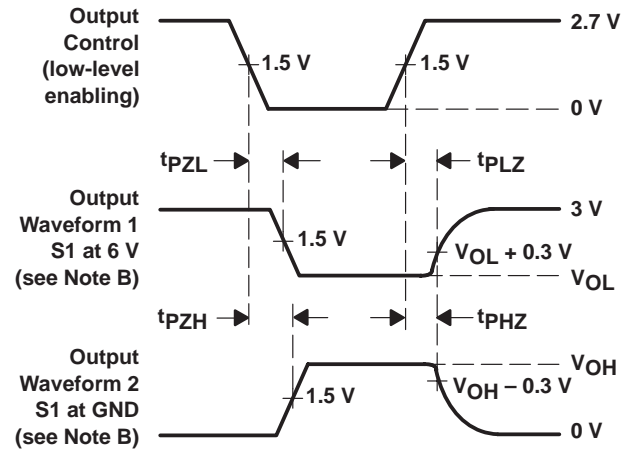 Output
Control
(low-level
enabling)
2.7 V
1.5 V
1.5 V
0 V
tPZL
tPLZ
Output
Waveform 1
S1 at 6 V
(see Note B)
3 V
1.5 V
VOL + 0.3 V
VOL
tPZH
tPHZ
Output
Waveform 2
S1 at GND
(see Note B)
VOH
1.5 V
VOH – 0.3 V
0 V